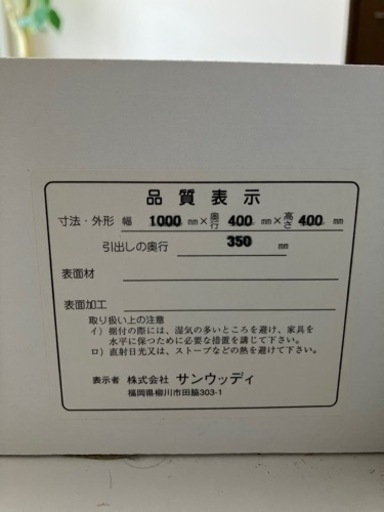 品質表示
寸法・外形 幅 1000 mm×奥行 400 mm×高さ 400 mm
引出しの奥行 350 mm
表面材
表面加工
取り扱い上の注意
イ）据付の際には、湿気の多いところを避け、家具を
水平に保つために必要な措置を講じて下さい。
ロ）直射日光又は、ストーブなどの熱を避けて下さい。
表示者 株式会社 サンウッディ
福岡県柳川市田脇303-1